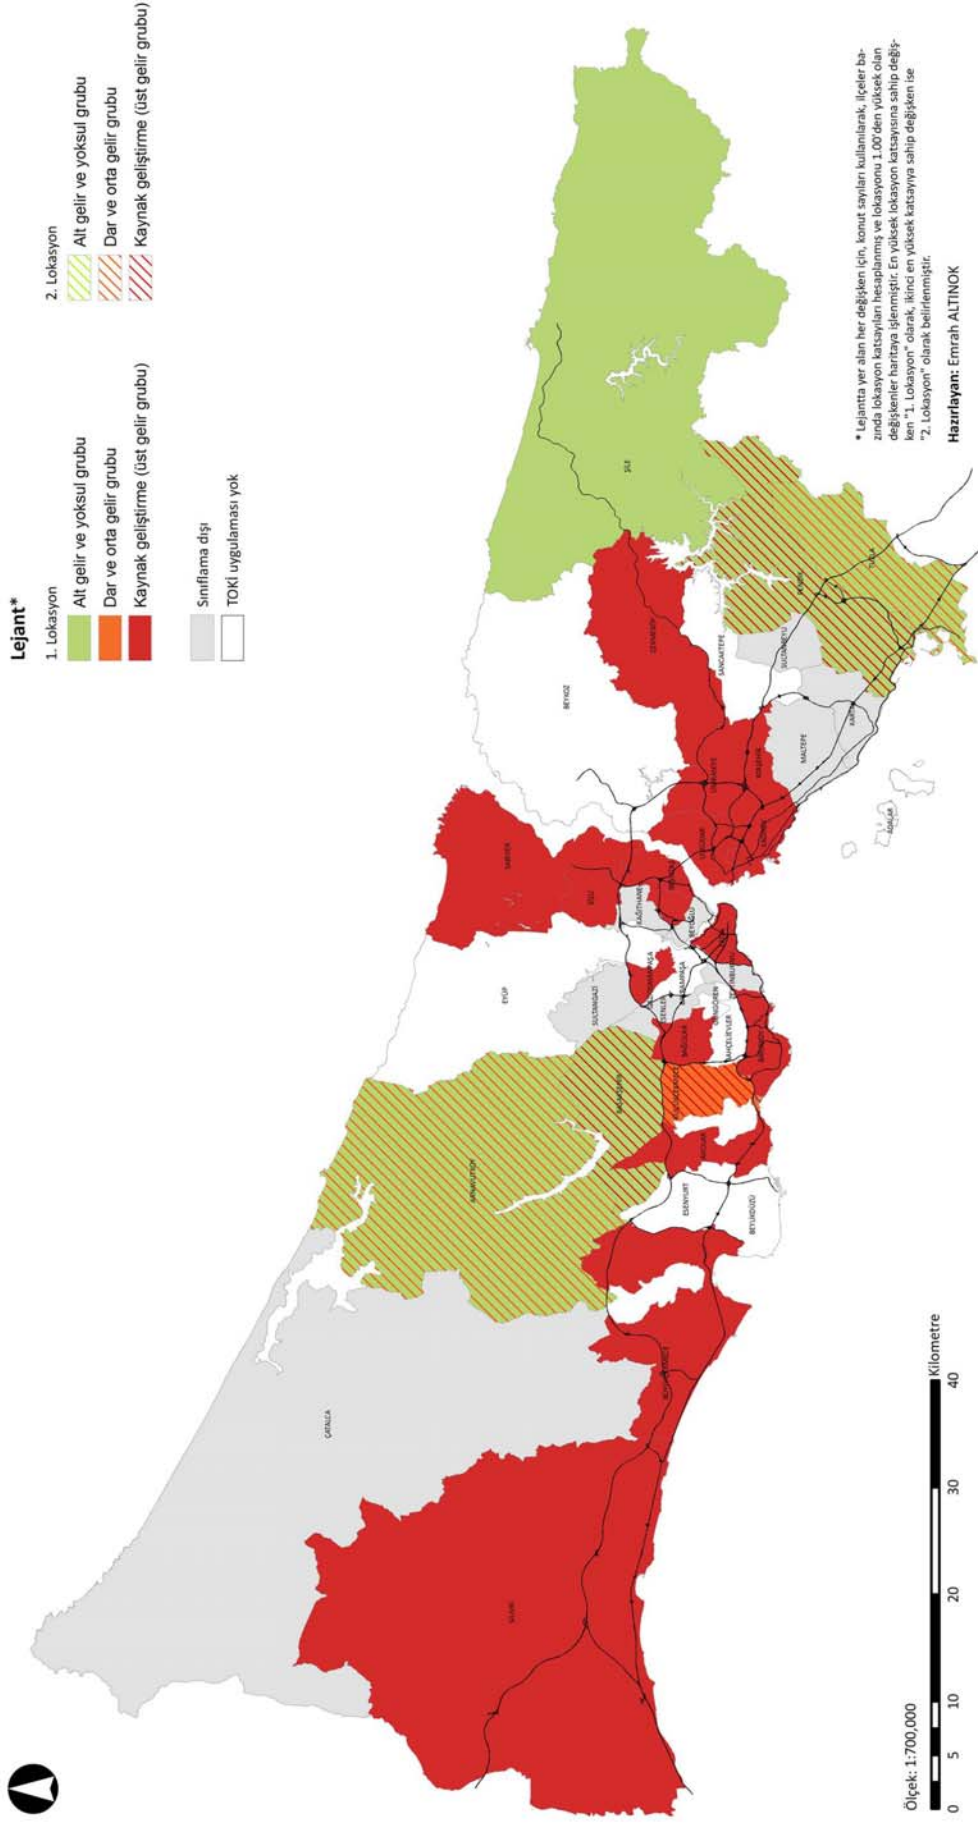 Lejant*
1. Lokasyon
Alt gelir ve yoksul grubu
Dar ve orta gelir grubu
Kaynak geliştirme (üst gelir grubu)
Sınıflama dışı
TOKİ uygulaması yok
2. Lokasyon
Alt gelir ve yoksul grubu
Dar ve orta gelir grubu
Kaynak geliştirme (üst gelir grubu)
ÇATALCA
SİLİVRİ
BÜYÜKÇEKMECE
ARNAVUTKÖY
BAŞAKŞEHİR
ESENYURT
BEYLİKDÜZÜ
AVCILAR
KÜÇÜKÇEKMECE
BAĞCILAR
BAHÇELİEVLER
BAKIRKÖY
GÜNGÖREN
ESENLER
SULTANGAZİ
EYÜP
ZEYTİNBURNU
BEYOĞLU
KAĞITHANE
ŞİŞLİ
SARIYER
BEYKOZ
ÜSKÜDAR
KADIKÖY
ÜMRANİYE
ATAŞEHİR
ÇEKMEKÖY
SANCAKTEPE
MALTEPE
KARTAL
SULTANBEYLİ
PENDİK
TUZLA
ŞİLE
ADALAR
* Lejantta yer alan her değişken için, konut sayıları kullanılarak, ilçeler ba-
zında lokasyon katsayıları hesaplanmış ve lokasyonu 1.00'den yüksek olan
değişkenler haritaya işlenmiştir. En yüksek lokasyon katsayısına sahip değiş-
ken "1. Lokasyon" olarak, ikinci en yüksek katsayıya sahip değişken ise
"2. Lokasyon" olarak belirlenmiştir.
Hazırlayan: Emrah ALTINOK
Ölçek: 1:700,000
Kilometre
0 5 10 20 30 40